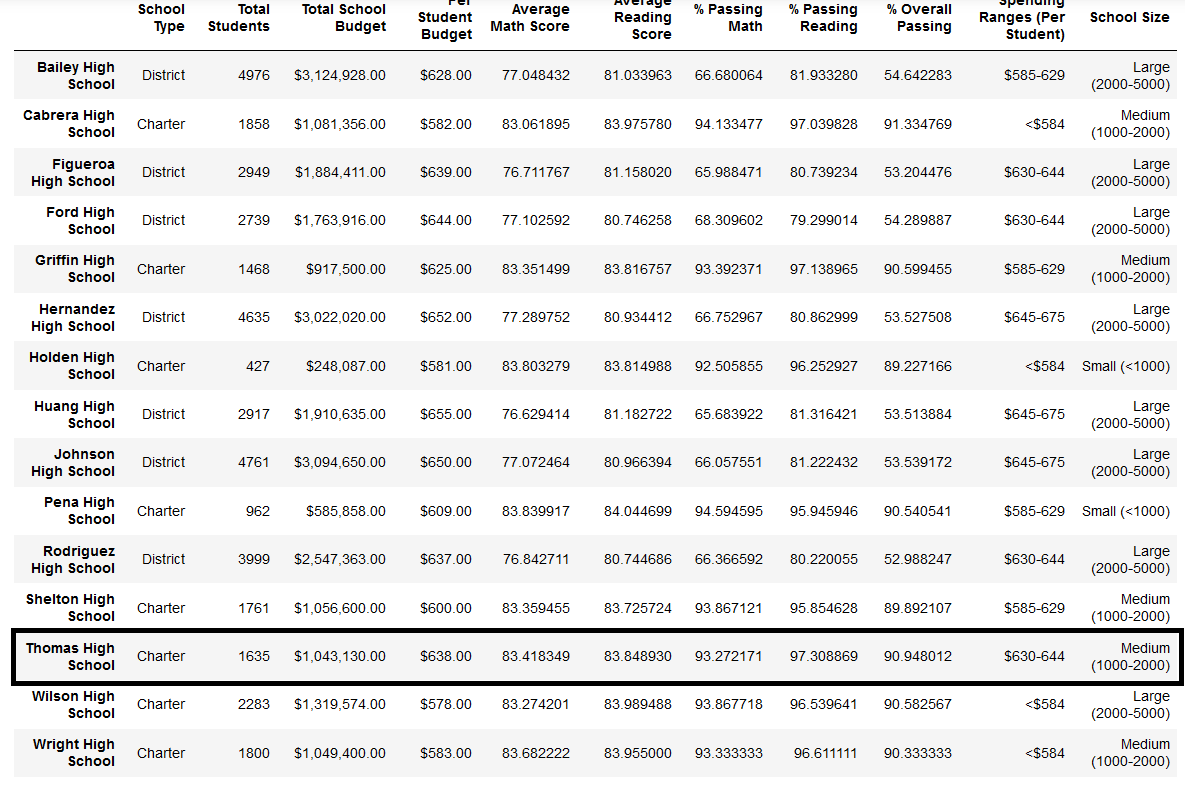 School Type Total Students Total School Budget Per Student Budget Average Math Score Average Reading Score % Passing Math % Passing Reading % Overall Passing Spending Ranges (Per Student) School Size
Bailey High School District 4976 $3,124,928.00 $628.00 77.048432 81.033963 66.680064 81.933280 54.642283 $585-629 Large (2000-5000)
Cabrera High School Charter 1858 $1,081,356.00 $582.00 83.061895 83.975780 94.133477 97.039828 91.334769 <$584 Medium (1000-2000)
Figueroa High School District 2949 $1,884,411.00 $639.00 76.711767 81.158020 65.988471 80.739234 53.204476 $630-644 Large (2000-5000)
Ford High School District 2739 $1,763,916.00 $644.00 77.102592 80.746258 68.309602 79.299014 54.289887 $630-644 Large (2000-5000)
Griffin High School Charter 1468 $917,500.00 $625.00 83.351499 83.816757 93.392371 97.138965 90.599455 $585-629 Medium (1000-2000)
Hernandez High School District 4635 $3,022,020.00 $652.00 77.289752 80.934412 66.752967 80.862999 53.527508 $645-675 Large (2000-5000)
Holden High School Charter 427 $248,087.00 $581.00 83.803279 83.814988 92.505855 96.252927 89.227166 <$584 Small (<1000)
Huang High School District 2917 $1,910,635.00 $655.00 76.629414 81.182722 65.683922 81.316421 53.513884 $645-675 Large (2000-5000)
Johnson High School District 4761 $3,094,650.00 $650.00 77.072464 80.966394 66.057551 81.222432 53.539172 $645-675 Large (2000-5000)
Pena High School Charter 962 $585,858.00 $609.00 83.839917 84.044699 94.594595 95.945946 90.540541 $585-629 Small (<1000)
Rodriguez High School District 3999 $2,547,363.00 $637.00 76.842711 80.744686 66.366592 80.220055 52.988247 $630-644 Large (2000-5000)
Shelton High School Charter 1761 $1,056,600.00 $600.00 83.359455 83.725724 93.867121 95.854628 89.892107 $585-629 Medium (1000-2000)
Thomas High School Charter 1635 $1,043,130.00 $638.00 83.418349 83.848930 93.272171 97.308869 90.948012 $630-644 Medium (1000-2000)
Wilson High School Charter 2283 $1,319,574.00 $578.00 83.274201 83.989488 93.867718 96.539641 90.582567 <$584 Large (2000-5000)
Wright High School Charter 1800 $1,049,400.00 $583.00 83.682222 83.955000 93.333333 96.611111 90.333333 <$584 Medium (1000-2000)